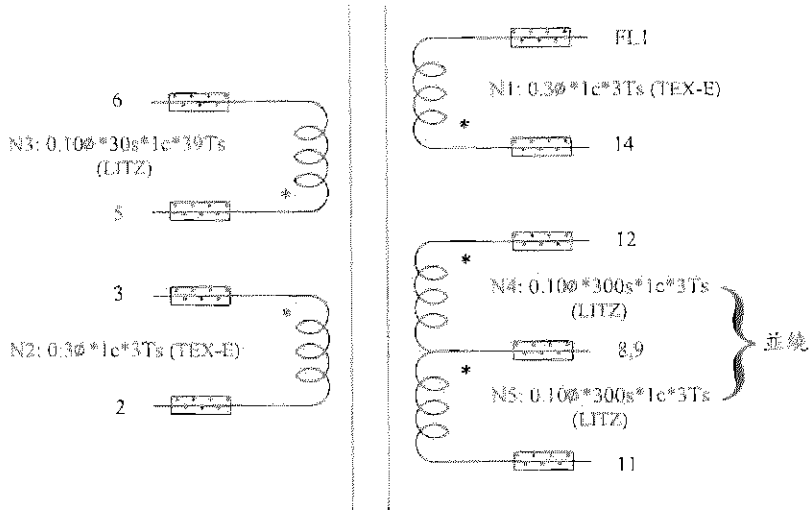 6
N3: 0.10ø*30s*1c*39Ts
(LITZ)
*
5
3
*
N2: 0.3ø*1c*3Ts (TEX-E)
2
FL1
N1: 0.3ø*1c*3Ts (TEX-E)
*
14
12
*
N4: 0.10ø*300s*1c*3Ts
(LITZ)
8,9
*
N5: 0.10ø*300s*1c*3Ts
(LITZ)
11
並繞